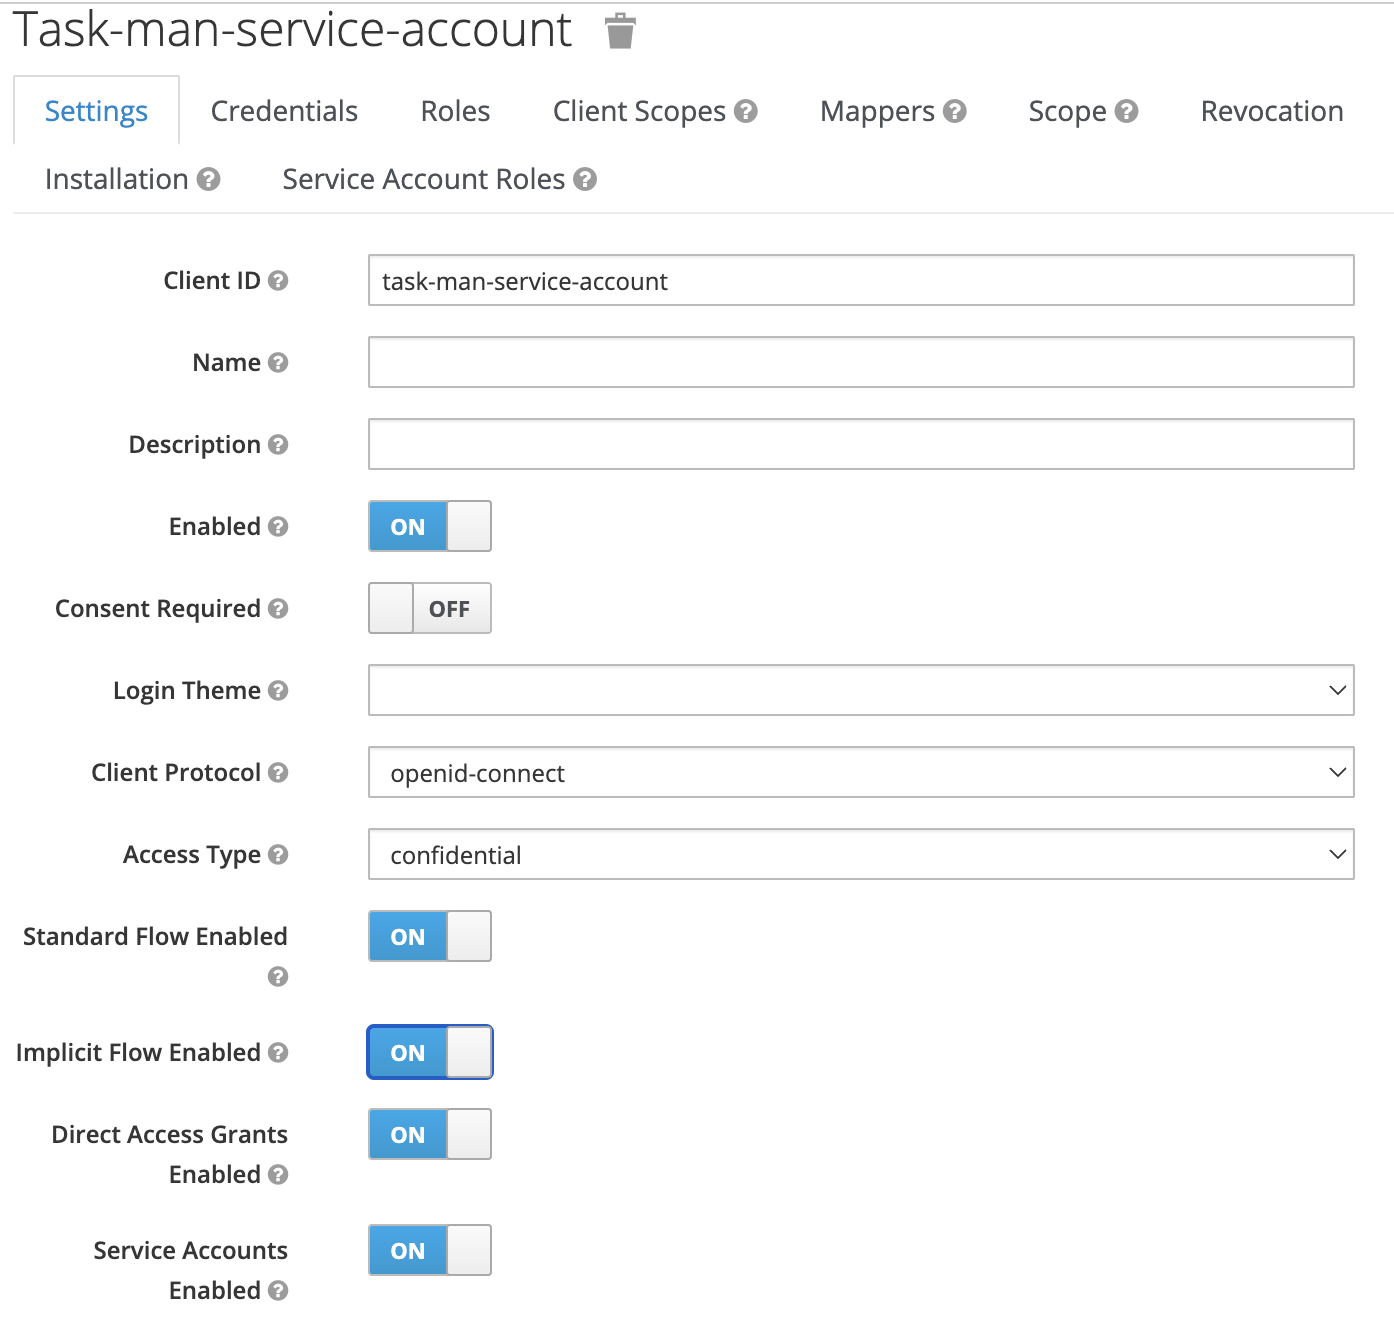 Task-man-service-account
Settings Credentials Roles Client Scopes ? Mappers ? Scope ? Revocation
Installation ? Service Account Roles ?
Client ID ? task-man-service-account
Name ?
Description ?
Enabled ? ON
Consent Required ? OFF
Login Theme ?
Client Protocol ? openid-connect
Access Type ? confidential
Standard Flow Enabled ON
?
Implicit Flow Enabled ? ON
Direct Access Grants ON
Enabled ?
Service Accounts ON
Enabled ?